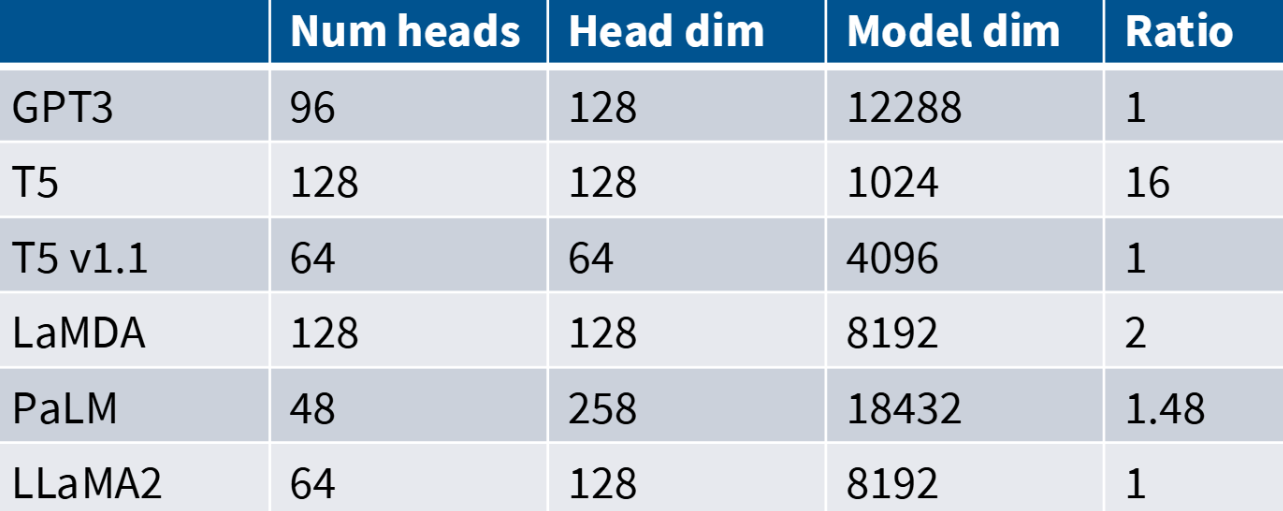 Num heads Head dim Model dim Ratio
GPT3 96 128 12288 1
T5 128 128 1024 16
T5 v1.1 64 64 4096 1
LaMDA 128 128 8192 2
PaLM 48 258 18432 1.48
LLaMA2 64 128 8192 1